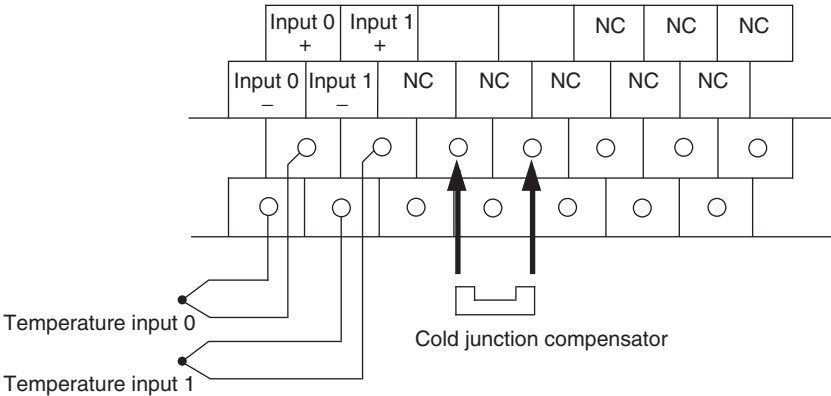 Input 0 Input 1 NC NC NC
+ +
Input 0 Input 1 NC NC NC NC NC
– –
Temperature input 0
Cold junction compensator
Temperature input 1